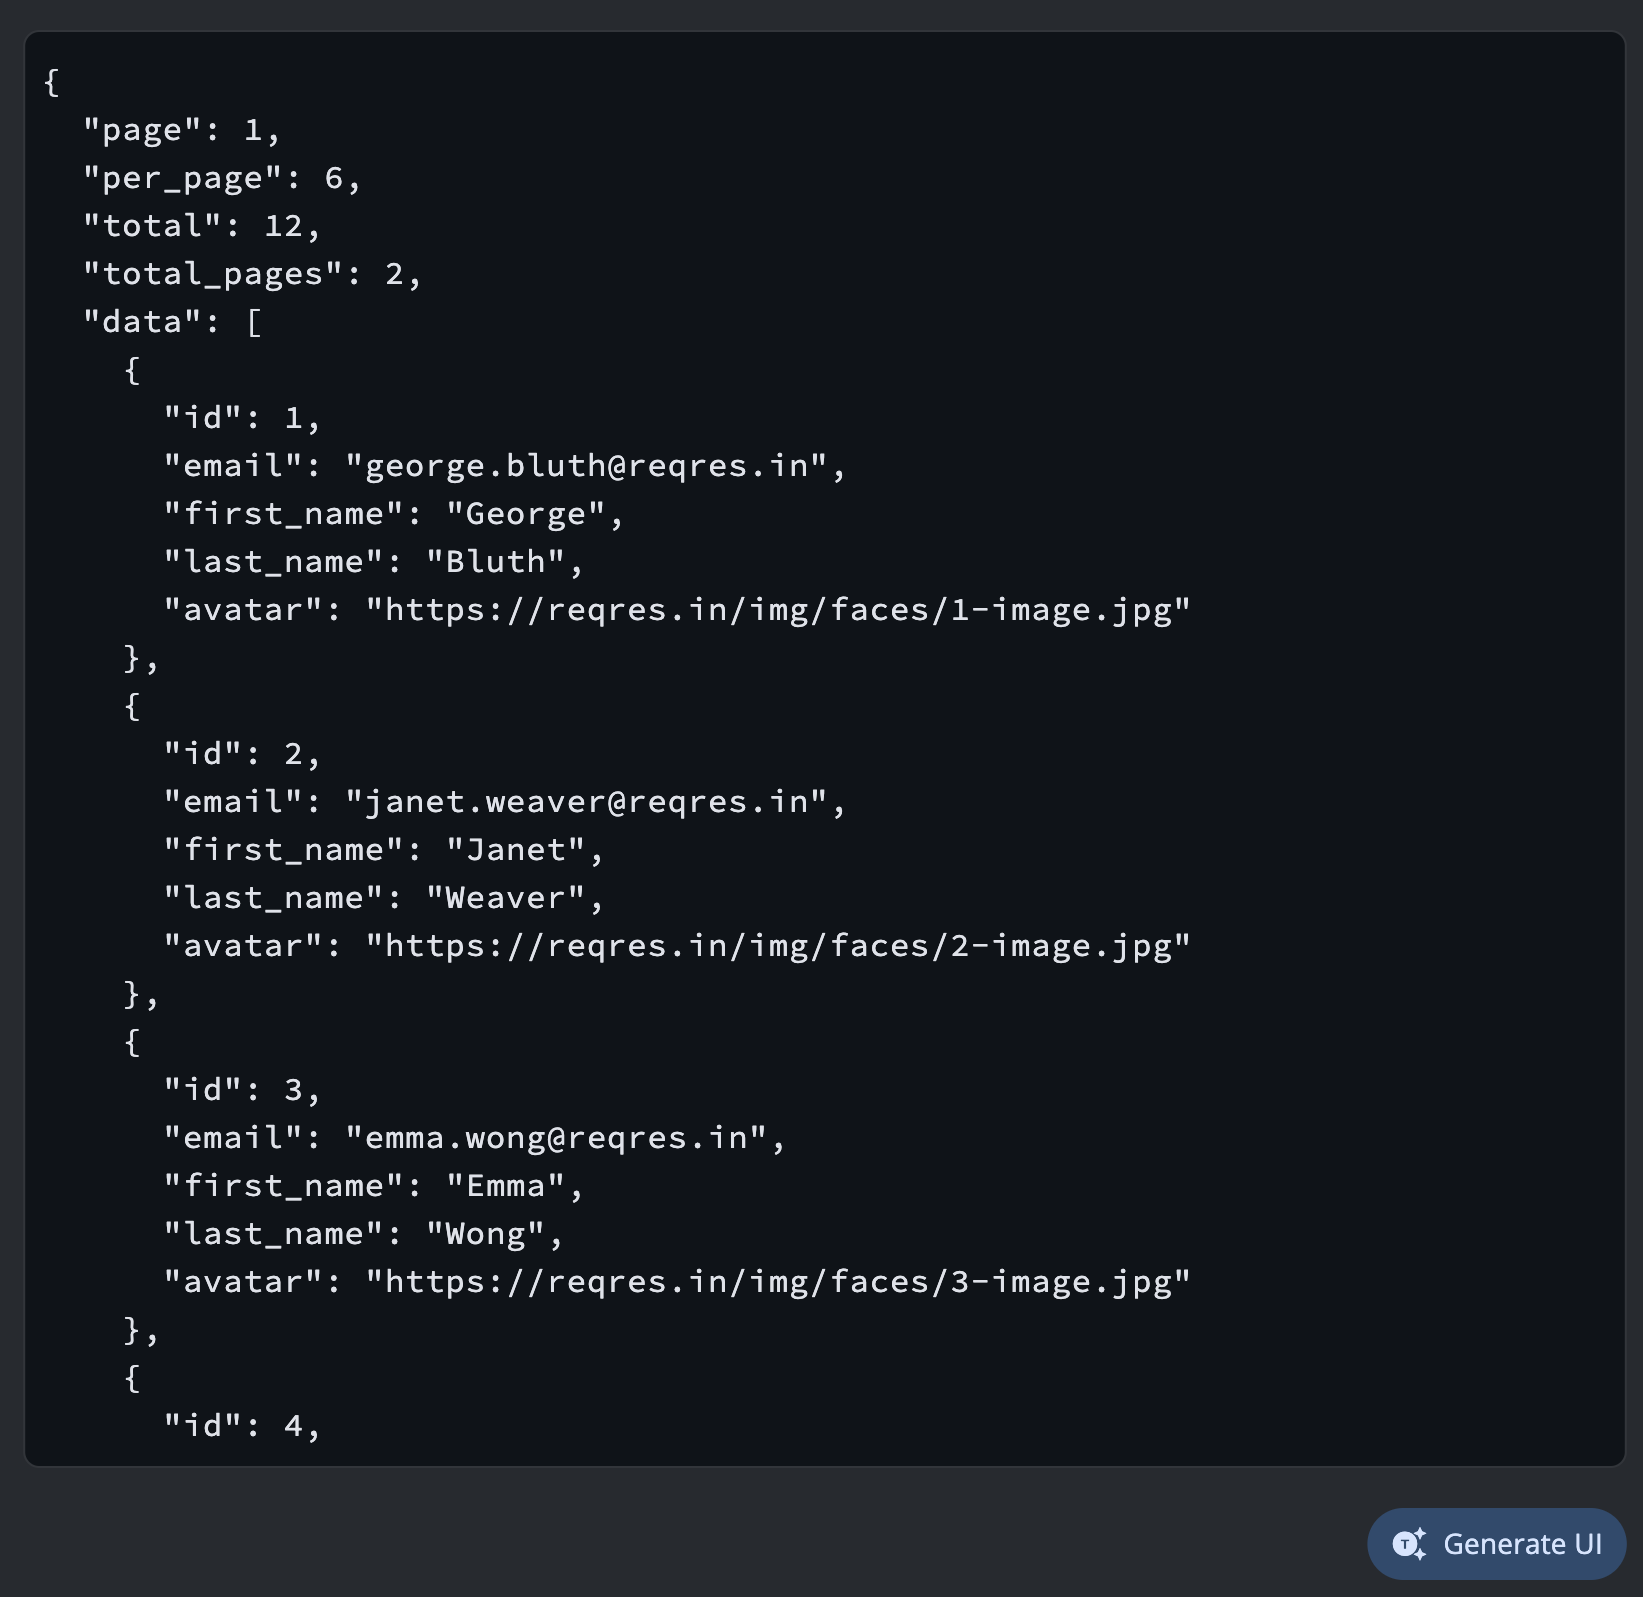 {
  "page": 1,
  "per_page": 6,
  "total": 12,
  "total_pages": 2,
  "data": [
    {
      "id": 1,
      "email": "george.bluth@reqres.in",
      "first_name": "George",
      "last_name": "Bluth",
      "avatar": "https://reqres.in/img/faces/1-image.jpg"
    },
    {
      "id": 2,
      "email": "janet.weaver@reqres.in",
      "first_name": "Janet",
      "last_name": "Weaver",
      "avatar": "https://reqres.in/img/faces/2-image.jpg"
    },
    {
      "id": 3,
      "email": "emma.wong@reqres.in",
      "first_name": "Emma",
      "last_name": "Wong",
      "avatar": "https://reqres.in/img/faces/3-image.jpg"
    },
    {
      "id": 4,
T Generate UI